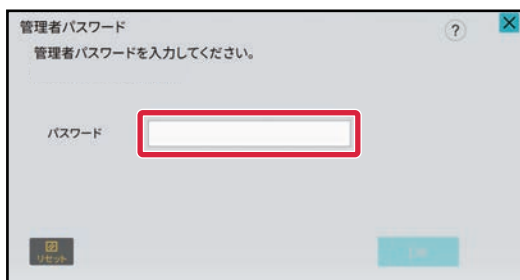 管理者パスワード
?
管理者パスワードを入力してください。
パスワード
リセット